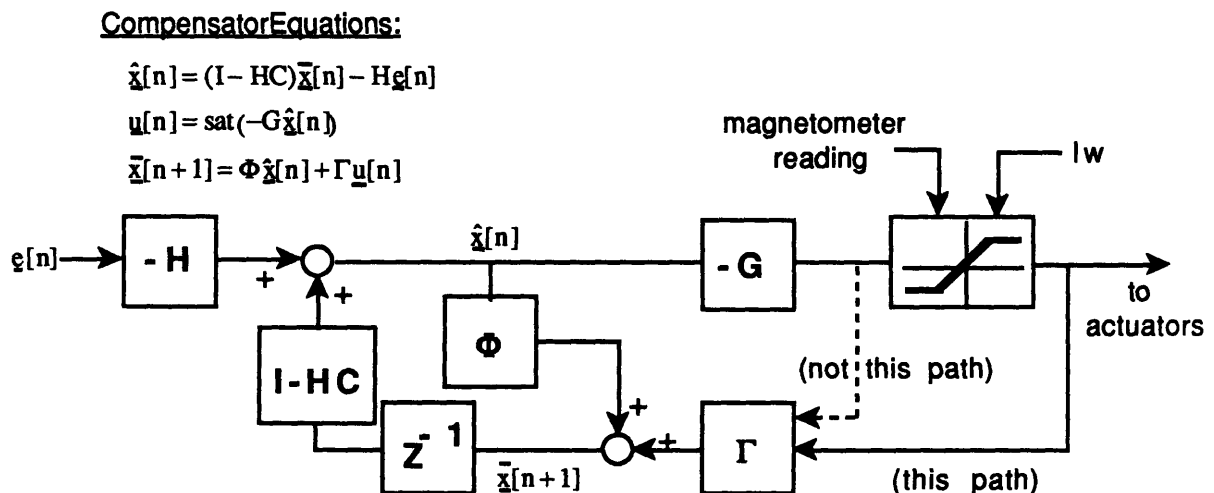 CompensatorEquations:
x̲̂[n] = (I – HC)x̲̄[n] – He̲[n]
u̲[n] = sat(–Gx̲̂[n])
x̲̄[n+1] = Φx̲̂[n] + Γu̲[n]
magnetometer
reading
Iw
e̲[n]
- H
+
+
x̲̂[n]
- G
to
actuators
Φ
I - HC
(not this path)
+
+
Z⁻¹
x̲̄[n+1]
Γ
(this path)